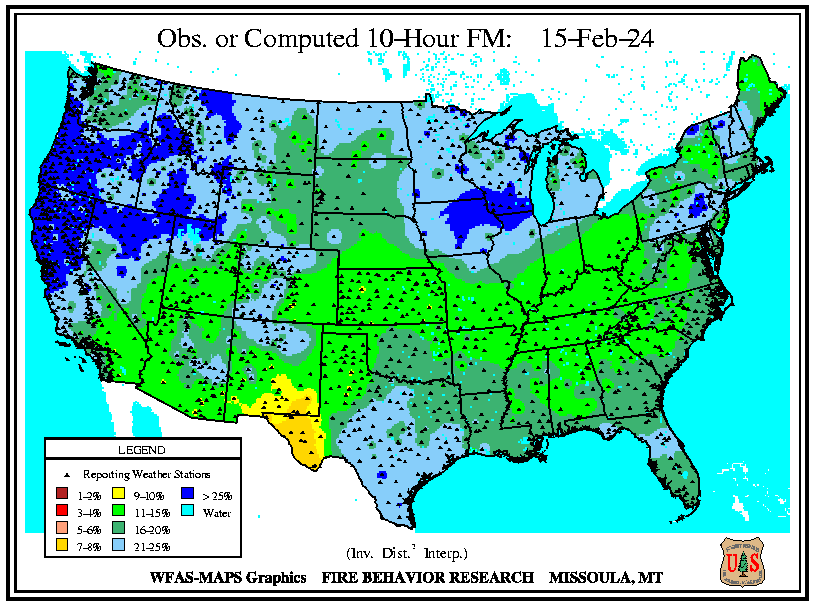 Obs. or Computed 10-Hour FM: 15-Feb-24
LEGEND
Reporting Weather Stations
1-2% 9-10% > 25%
3-4% 11-15% Water
5-6% 16-20%
7-8% 21-25%
(Inv. Dist.² Interp.)
WFAS-MAPS Graphics FIRE BEHAVIOR RESEARCH MISSOULA, MT
U S